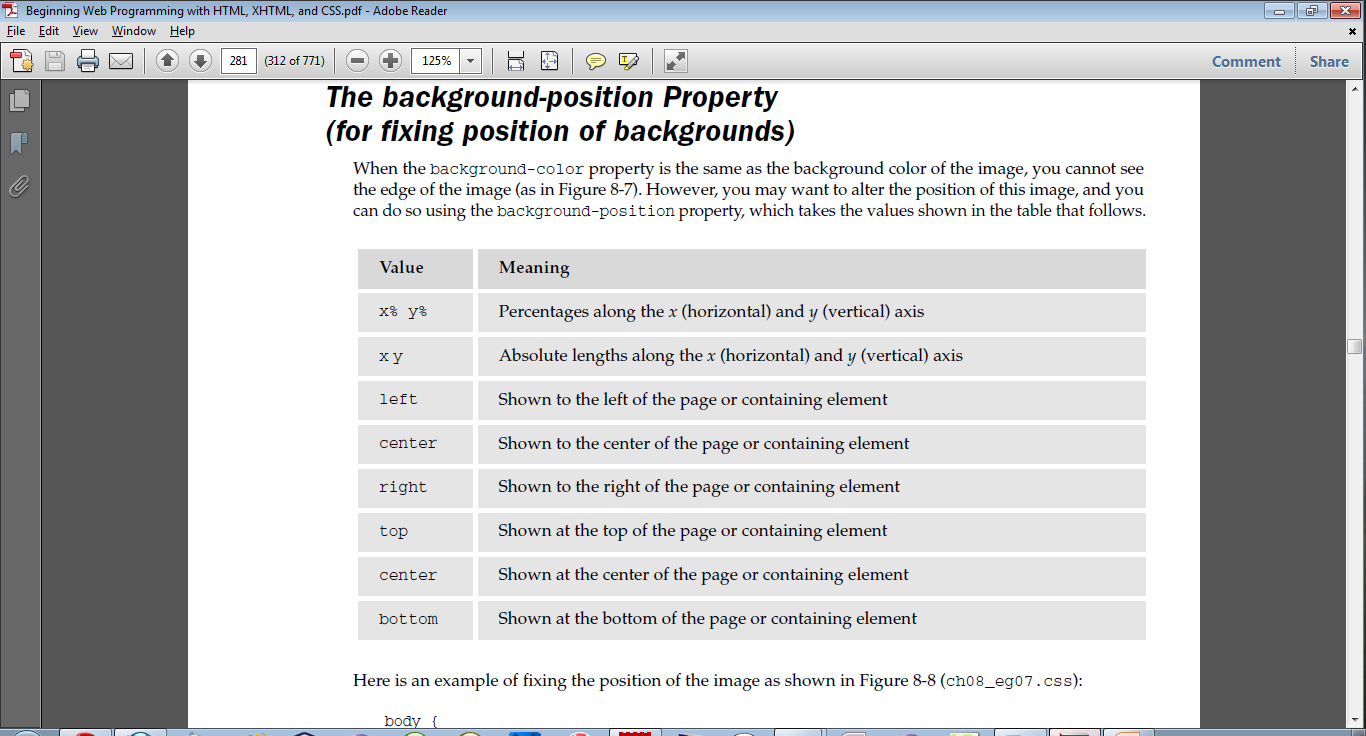 Beginning Web Programming with HTML, XHTML, and CSS.pdf - Adobe Reader
File Edit View Window Help
281 (312 of 771) 125% Comment Share
The background-position Property
(for fixing position of backgrounds)
When the background-color property is the same as the background color of the image, you cannot see
the edge of the image (as in Figure 8-7). However, you may want to alter the position of this image, and you
can do so using the background-position property, which takes the values shown in the table that follows.
Value Meaning
x% y% Percentages along the x (horizontal) and y (vertical) axis
x y Absolute lengths along the x (horizontal) and y (vertical) axis
left Shown to the left of the page or containing element
center Shown to the center of the page or containing element
right Shown to the right of the page or containing element
top Shown at the top of the page or containing element
center Shown at the center of the page or containing element
bottom Shown at the bottom of the page or containing element
Here is an example of fixing the position of the image as shown in Figure 8-8 (ch08_eg07.css):
body {